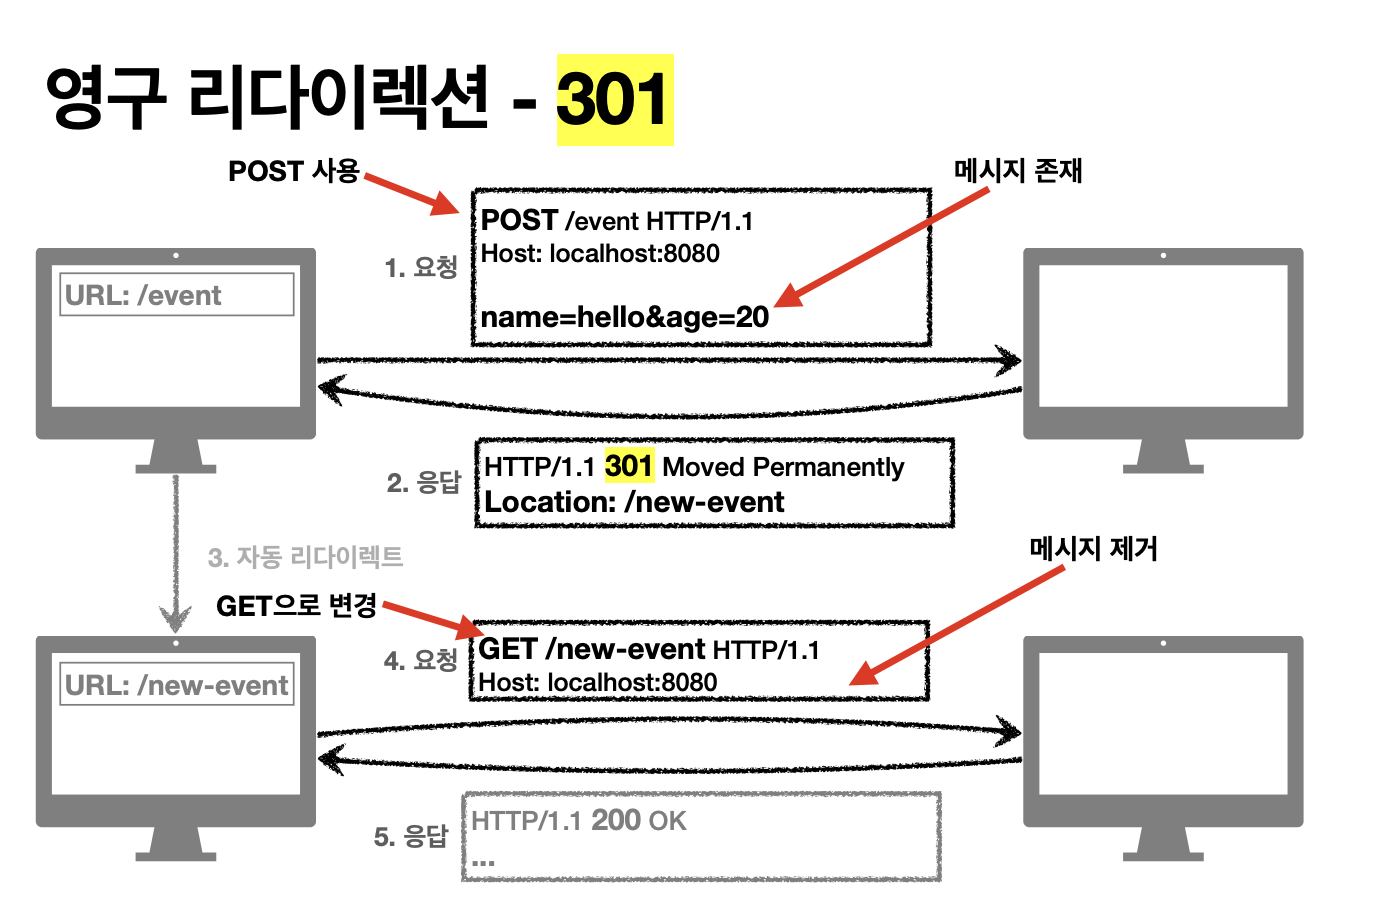 영구 리다이렉션 - 301
POST 사용
메시지 존재
1. 요청
POST /event HTTP/1.1
Host: localhost:8080
name=hello&age=20
URL: /event
2. 응답
HTTP/1.1 301 Moved Permanently
Location: /new-event
3. 자동 리다이렉트
메시지 제거
GET으로 변경
4. 요청
GET /new-event HTTP/1.1
Host: localhost:8080
URL: /new-event
5. 응답
HTTP/1.1 200 OK
...